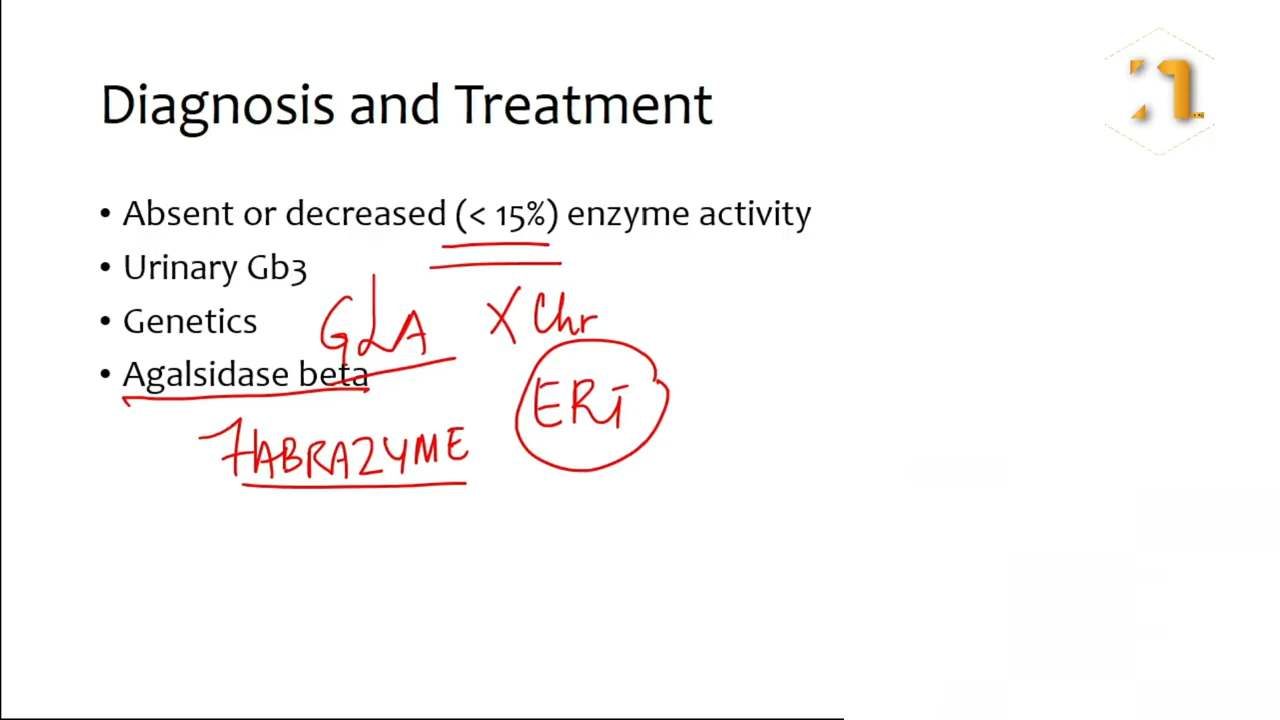 Diagnosis and Treatment
• Absent or decreased (< 15%) enzyme activity
• Urinary Gb3
• Genetics
GLA X Chr
• Agalsidase beta
ERT
FABRAZYME